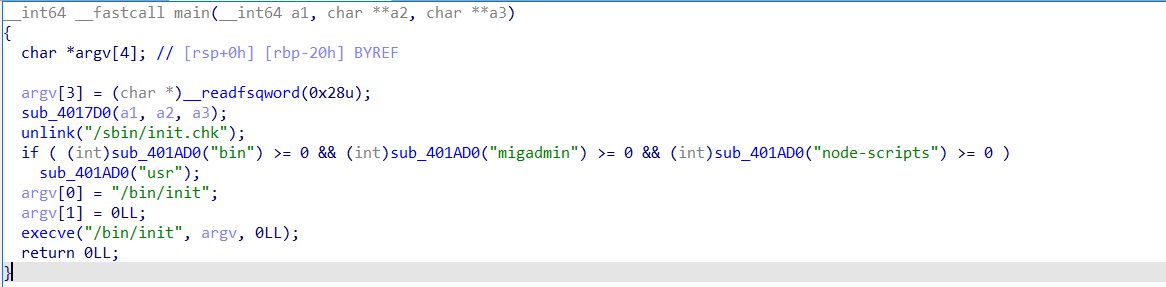 __int64 __fastcall main(__int64 a1, char **a2, char **a3)
{
  char *argv[4]; // [rsp+0h] [rbp-20h] BYREF

  argv[3] = (char *)__readfsqword(0x28u);
  sub_4017D0(a1, a2, a3);
  unlink("/sbin/init.chk");
  if ( (int)sub_401AD0("bin") >= 0 && (int)sub_401AD0("migadmin") >= 0 && (int)sub_401AD0("node-scripts") >= 0 )
    sub_401AD0("usr");
  argv[0] = "/bin/init";
  argv[1] = 0LL;
  execve("/bin/init", argv, 0LL);
  return 0LL;
}